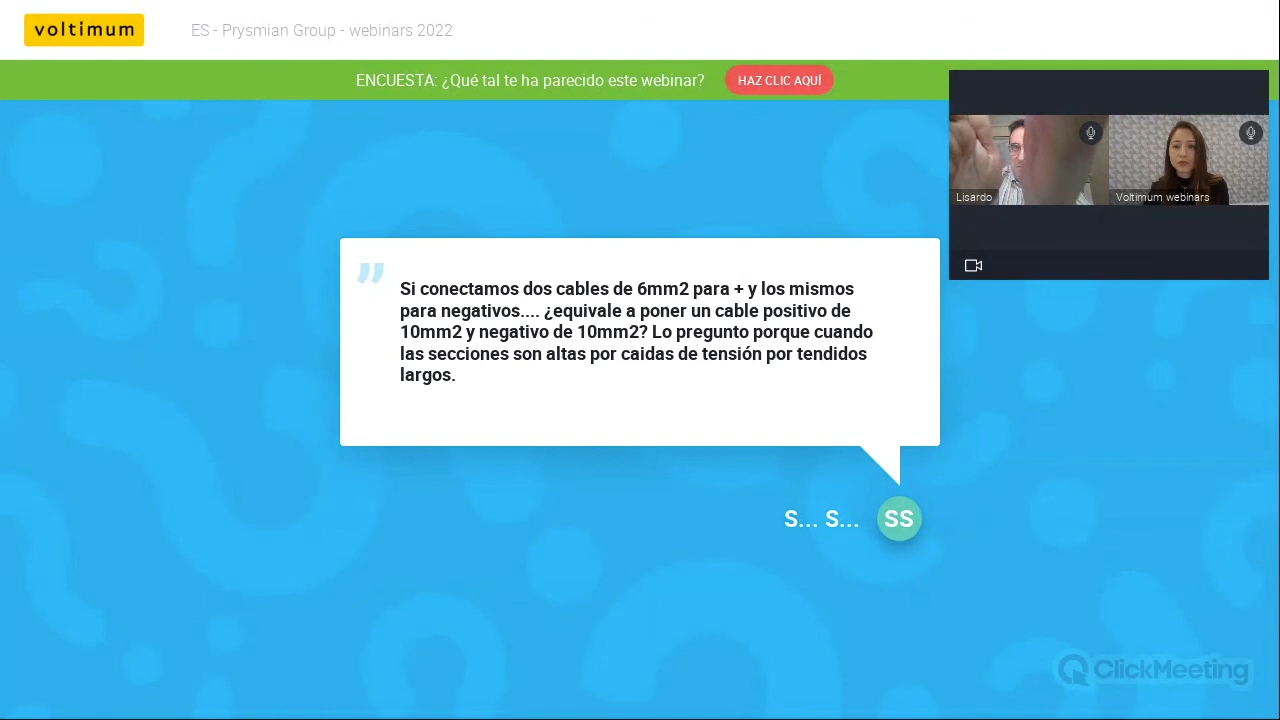 voltimum
ES - Prysmian Group - webinars 2022
ENCUESTA: ¿Qué tal te ha parecido este webinar?
HAZ CLIC AQUÍ
Lisardo
Voltimum webinars
Si conectamos dos cables de 6mm2 para + y los mismos
para negativos.... ¿equivale a poner un cable positivo de
10mm2 y negativo de 10mm2? Lo pregunto porque cuando
las secciones son altas por caidas de tensión por tendidos
largos.
S... S...
SS
ClickMeeting